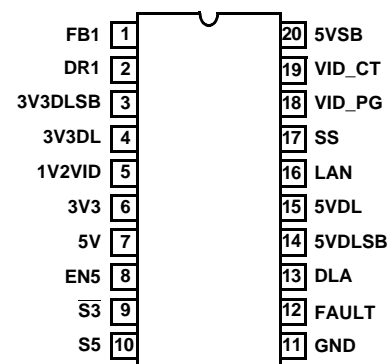 FB1 1 20 5VSB
DR1 2 19 VID_CT
3V3DLSB 3 18 VID_PG
3V3DL 4 17 SS
1V2VID 5 16 LAN
3V3 6 15 5VDL
5V 7 14 5VDLSB
EN5 8 13 DLA
S̅3̅ 9 12 FAULT
S5 10 11 GND